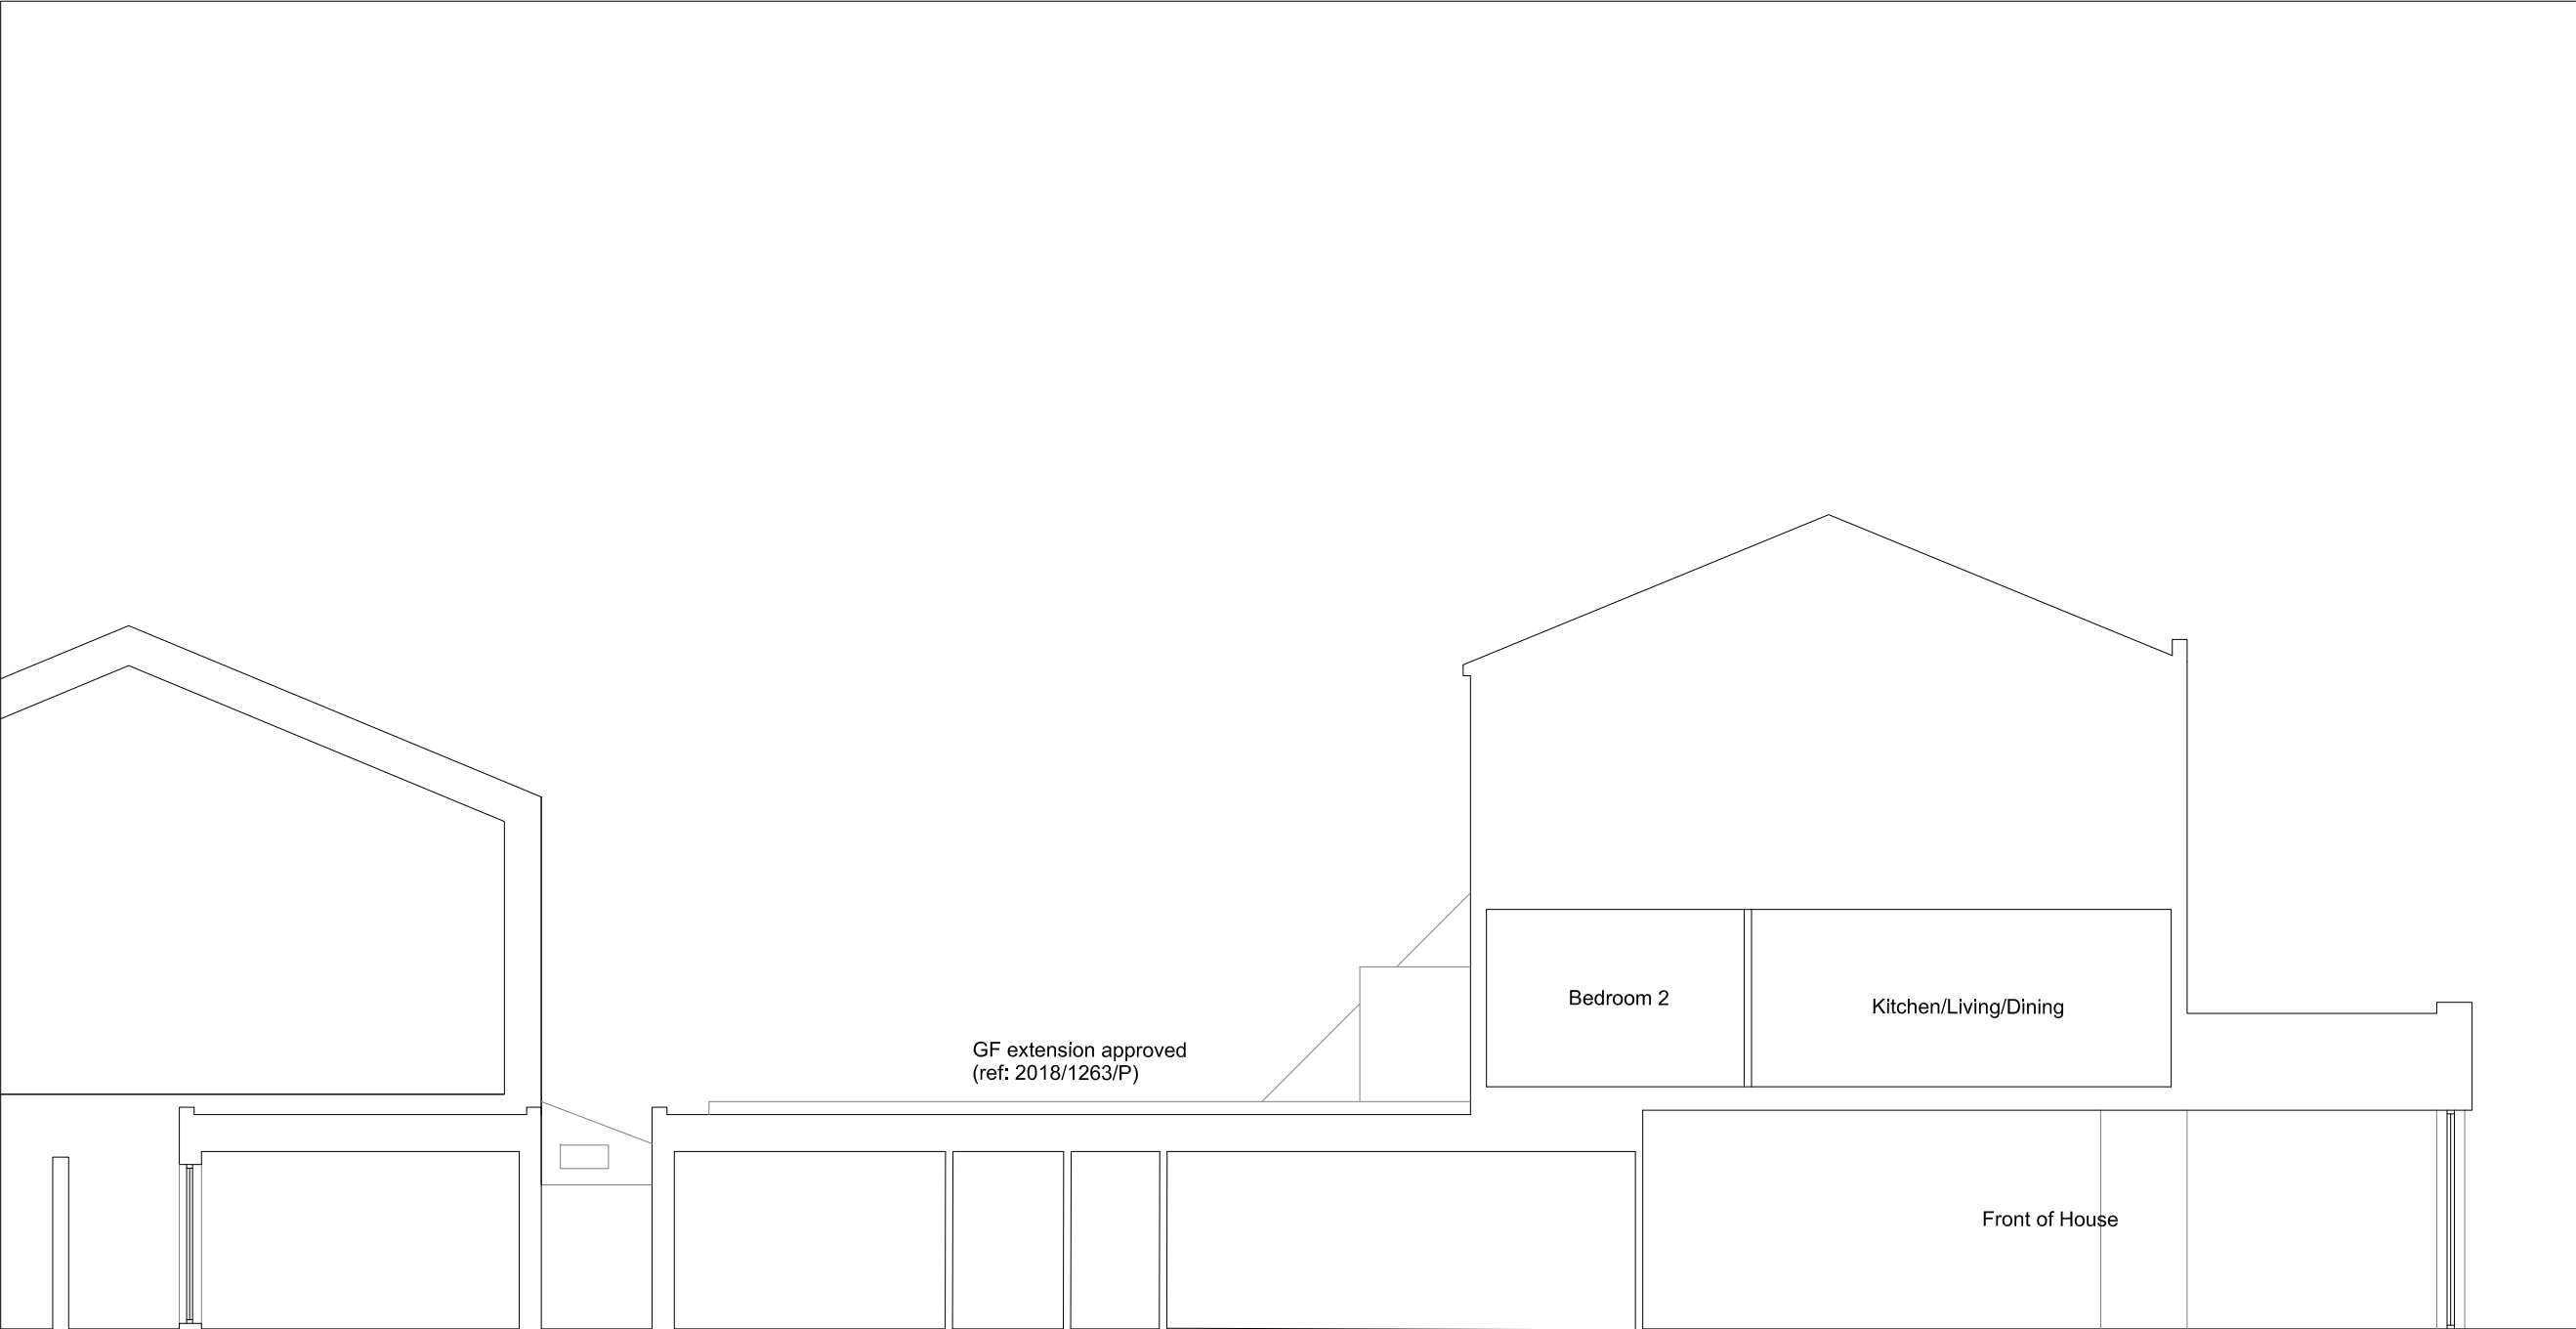 Bedroom 2
Kitchen/Living/Dining
GF extension approved
(ref: 2018/1263/P)
Front of House